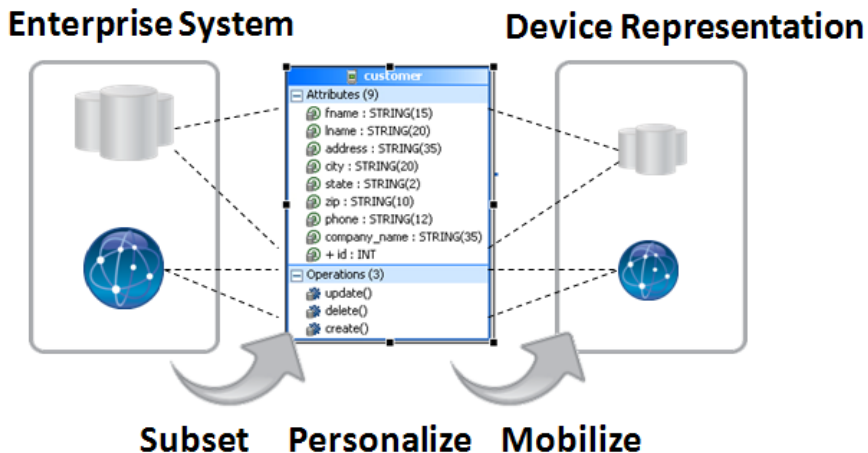 Enterprise System
Device Representation
customer
Attributes (9)
fname : STRING(15)
lname : STRING(20)
address : STRING(35)
city : STRING(20)
state : STRING(2)
zip : STRING(10)
phone : STRING(12)
company_name : STRING(35)
+ id : INT
Operations (3)
update()
delete()
create()
Subset Personalize Mobilize